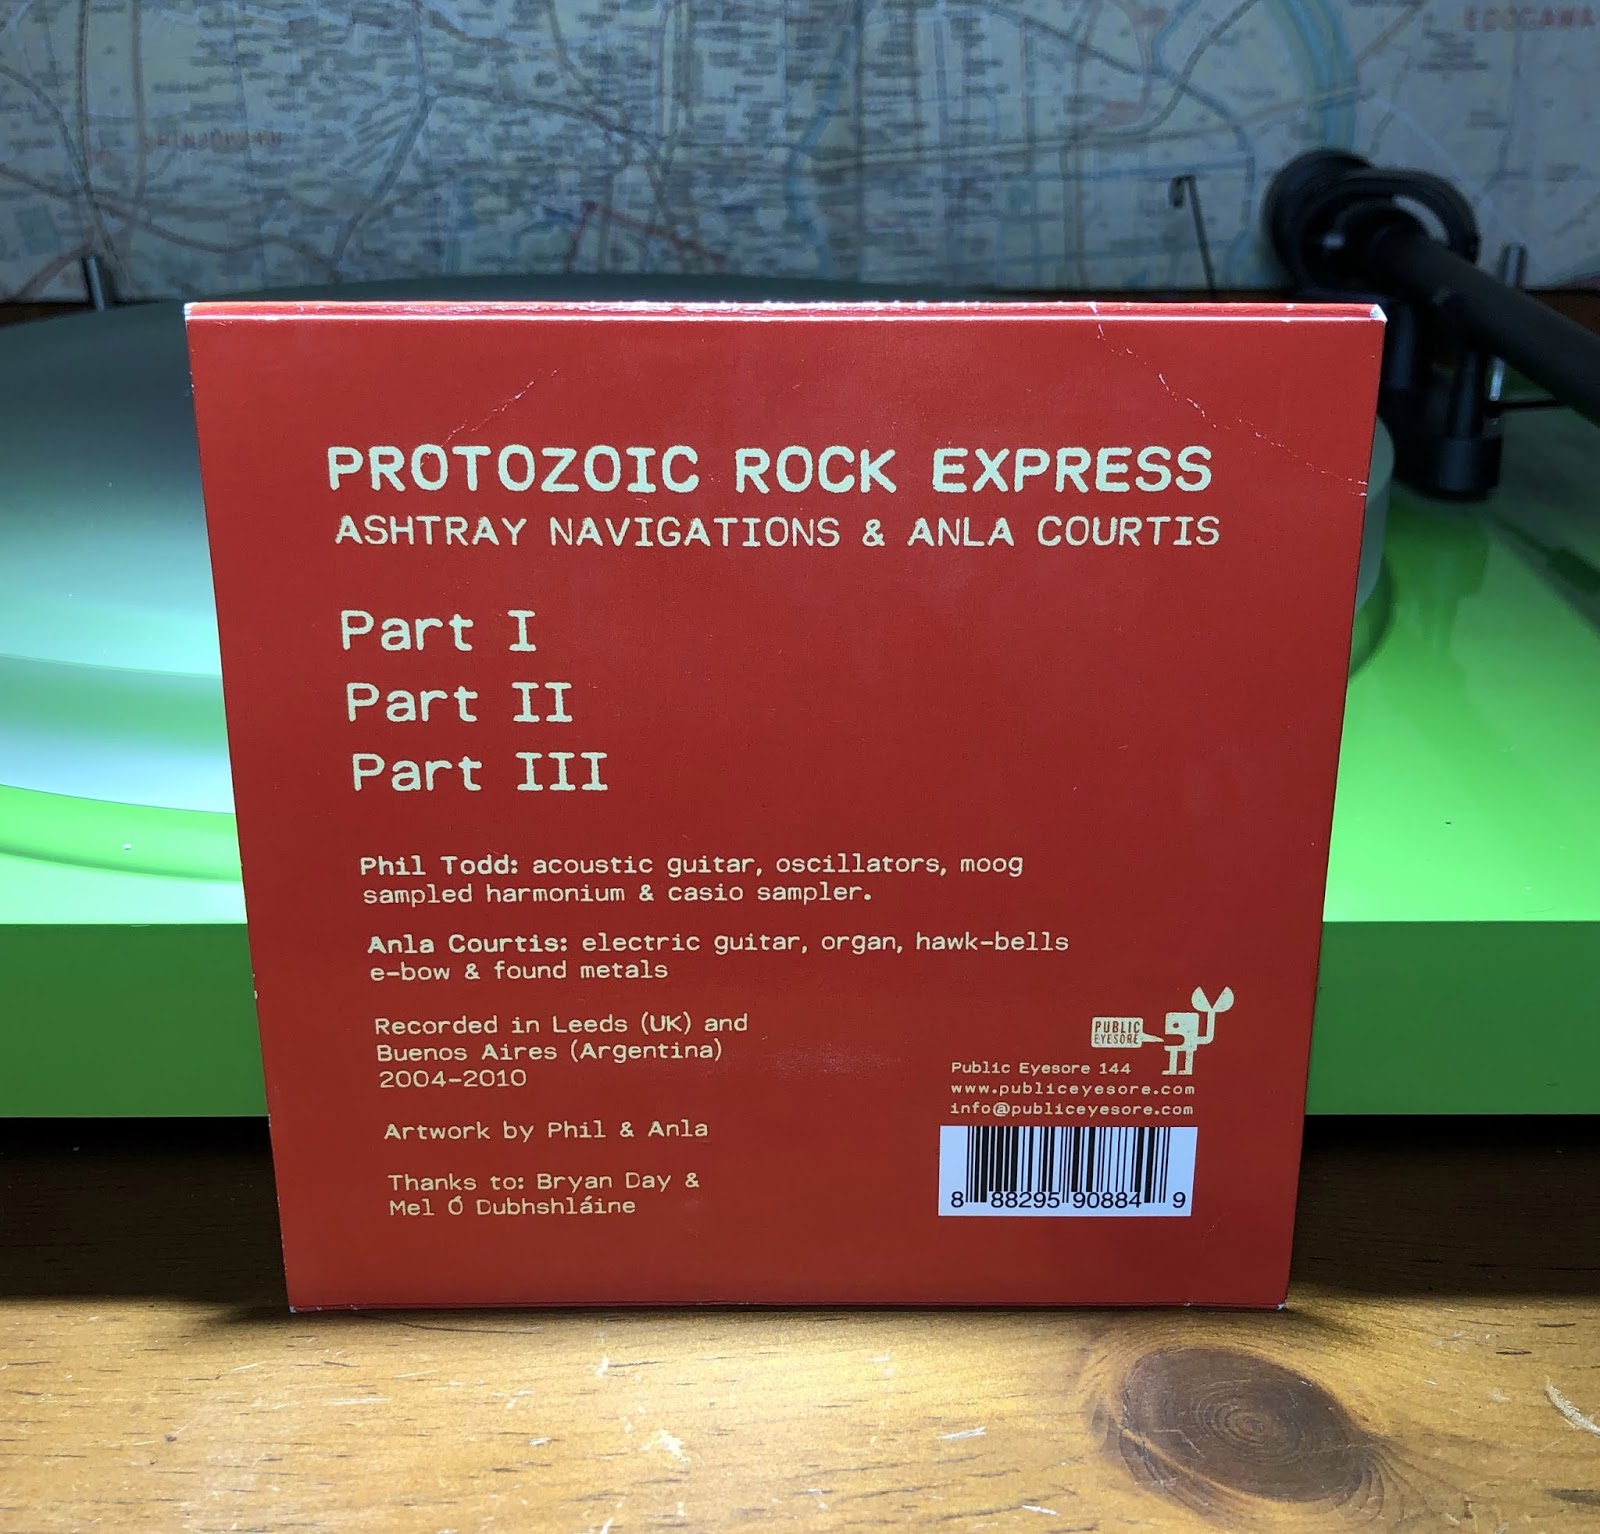 PROTOZOIC ROCK EXPRESS
ASHTRAY NAVIGATIONS & ANLA COURTIS
Part I
Part II
Part III
Phil Todd: acoustic guitar, oscillators, moog
sampled harmonium & casio sampler.
Anla Courtis: electric guitar, organ, hawk-bells
e-bow & found metals
Recorded in Leeds (UK) and
Buenos Aires (Argentina)
2004-2010
Artwork by Phil & Anla
Thanks to: Bryan Day &
Mel Ó Dubhshláine
PUBLIC
EYESORE
Public Eyesore 144
www.publiceyesore.com
info@publiceyesore.com
8 88295 90884 9